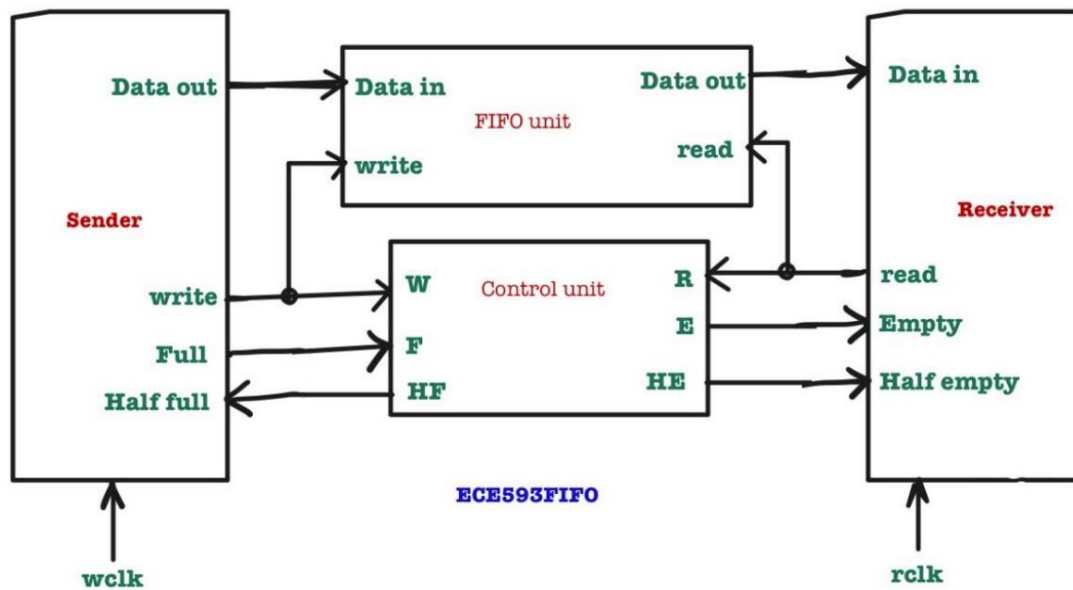 Data out
Data in
Data out
Data in
FIFO unit
write
read
Sender
Receiver
write
W
Control unit
R
read
Full
F
E
Empty
Half full
HF
HE
Half empty
ECE593FIFO
wclk
rclk